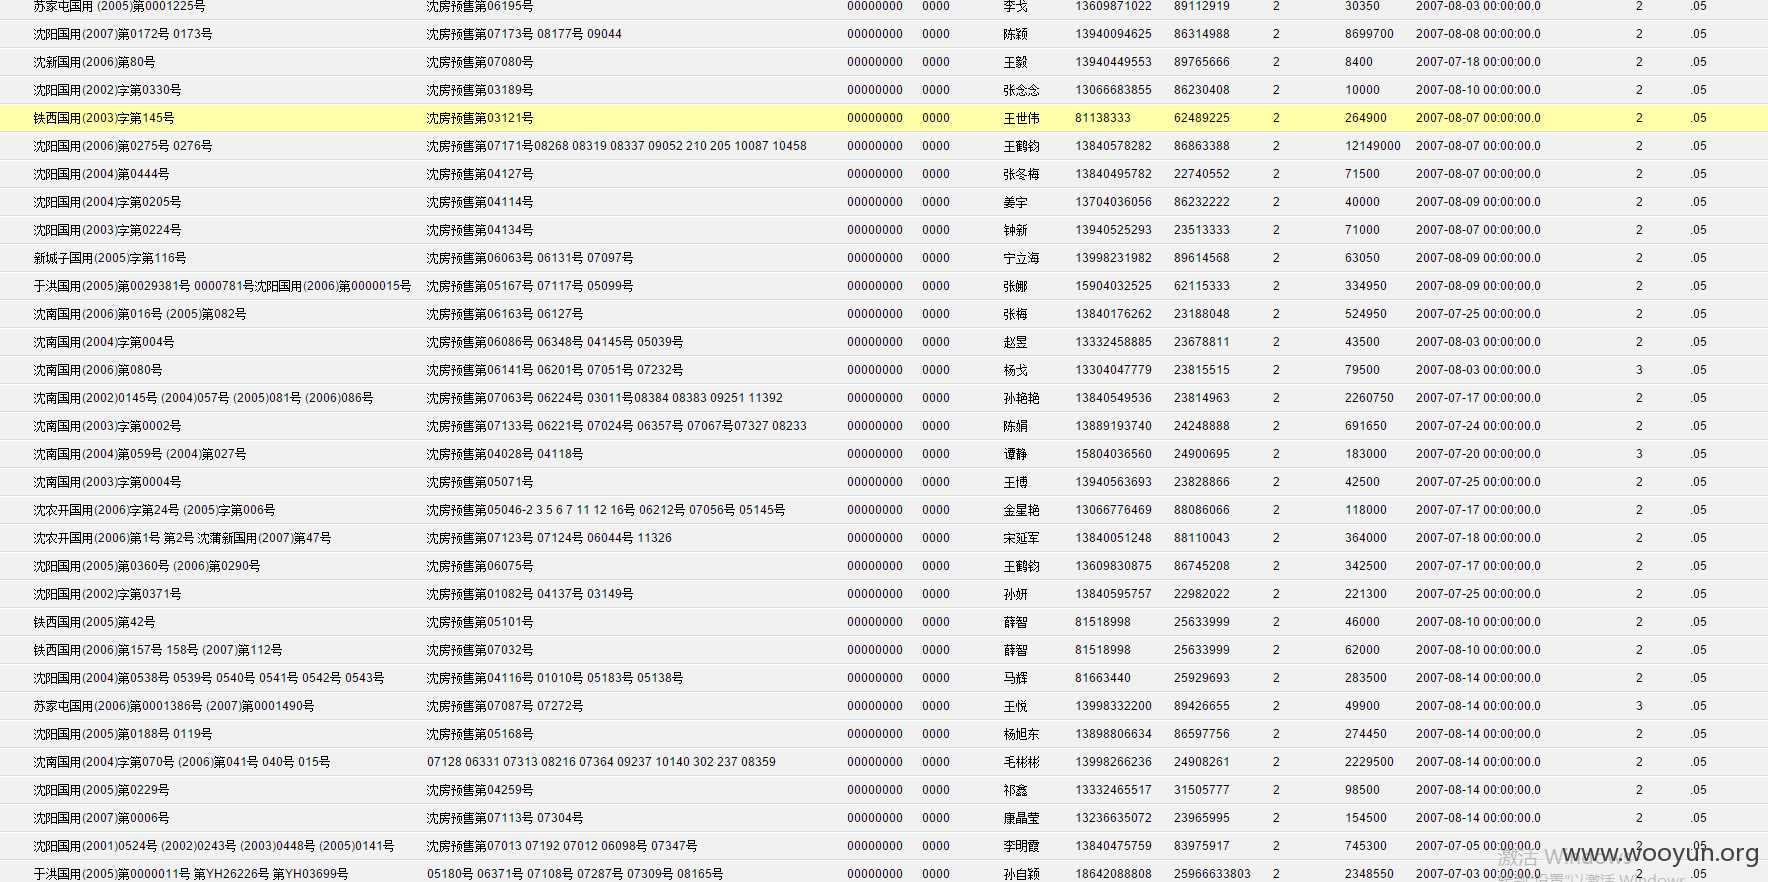 苏家屯国用 (2005)第0001225号 沈房预售第06195号 00000000 0000 李戈 13609871022 89112919 2 30350 2007-08-03 00:00:00.0 2 .05
沈阳国用(2007)第0172号 0173号 沈房预售第07173号 08177号 09044 00000000 0000 陈颖 13940094625 86314988 2 8699700 2007-08-08 00:00:00.0 2 .05
沈新国用(2006)第80号 沈房预售第07080号 00000000 0000 王毅 13940449553 89765666 2 8400 2007-07-18 00:00:00.0 2 .05
沈阳国用(2002)字第0330号 沈房预售第03189号 00000000 0000 张念念 13066683855 86230408 2 10000 2007-08-10 00:00:00.0 2 .05
铁西国用(2003)字第145号 沈房预售第03121号 00000000 0000 王世伟 81138333 62489225 2 264900 2007-08-07 00:00:00.0 2 .05
沈阳国用(2006)第0275号 0276号 沈房预售第07171号08268 08319 08337 09052 210 205 10087 10458 00000000 0000 王鹤钧 13840578282 86863388 2 12149000 2007-08-07 00:00:00.0 2 .05
沈阳国用(2004)第0444号 沈房预售第04127号 00000000 0000 张冬梅 13840495782 22740552 2 71500 2007-08-07 00:00:00.0 2 .05
沈阳国用(2004)字第0205号 沈房预售第04114号 00000000 0000 姜宇 13704036056 86232222 2 40000 2007-08-09 00:00:00.0 2 .05
沈阳国用(2003)字第0224号 沈房预售第04134号 00000000 0000 钟新 13940525293 23513333 2 71000 2007-08-07 00:00:00.0 2 .05
新城子国用(2005)字第116号 沈房预售第06063号 06131号 07097号 00000000 0000 宁立海 13998231982 89614568 2 63050 2007-08-09 00:00:00.0 2 .05
于洪国用(2005)第0029381号 0000781号沈阳国用(2006)第0000015号 沈房预售第05167号 07117号 05099号 00000000 0000 张娜 15904032525 62115333 2 334950 2007-08-09 00:00:00.0 2 .05
沈南国用(2006)第016号 (2005)第082号 沈房预售第06163号 06127号 00000000 0000 张梅 13840176262 23188048 2 524950 2007-07-25 00:00:00.0 2 .05
沈南国用(2004)字第004号 沈房预售第06086号 06348号 04145号 05039号 00000000 0000 赵昱 13332458885 23678811 2 43500 2007-08-03 00:00:00.0 2 .05
沈南国用(2006)第080号 沈房预售第06141号 06201号 07051号 07232号 00000000 0000 杨戈 13304047779 23815515 2 79500 2007-08-03 00:00:00.0 3 .05
沈南国用(2002)0145号 (2004)057号 (2005)081号 (2006)086号 沈房预售第07063号 06224号 03011号08384 08383 09251 11392 00000000 0000 孙艳艳 13840549536 23814963 2 2260750 2007-07-17 00:00:00.0 2 .05
沈南国用(2003)字第0002号 沈房预售第07133号 06221号 07024号 06357号 07067号07327 08233 00000000 0000 陈娟 13889193740 24248888 2 691650 2007-07-24 00:00:00.0 2 .05
沈南国用(2004)第059号 (2004)第027号 沈房预售第04028号 04118号 00000000 0000 谭静 15804036560 24900695 2 183000 2007-07-20 00:00:00.0 3 .05
沈南国用(2003)字第0004号 沈房预售第05071号 00000000 0000 王博 13940563693 23828866 2 42500 2007-07-25 00:00:00.0 2 .05
沈农开国用(2006)字第24号 (2005)字第006号 沈房预售第05046-2 3 5 6 7 11 12 16号 06212号 07056号 05145号 00000000 0000 金星艳 13066776469 88086066 2 118000 2007-07-17 00:00:00.0 2 .05
沈农开国用(2006)第1号 第2号 沈蒲新国用(2007)第47号 沈房预售第07123号 07124号 06044号 11326 00000000 0000 宋延军 13840051248 88110043 2 364000 2007-07-18 00:00:00.0 2 .05
沈阳国用(2005)第0360号 (2006)第0290号 沈房预售第06075号 00000000 0000 王鹤钧 13609830875 86745208 2 342500 2007-07-17 00:00:00.0 2 .05
沈阳国用(2002)字第0371号 沈房预售第01082号 04137号 03149号 00000000 0000 孙妍 13840595757 22982022 2 221300 2007-07-25 00:00:00.0 2 .05
铁西国用(2005)第42号 沈房预售第05101号 00000000 0000 薛智 81518998 25633999 2 46000 2007-08-10 00:00:00.0 2 .05
铁西国用(2006)第157号 158号 (2007)第112号 沈房预售第07032号 00000000 0000 薛智 81518998 25633999 2 62000 2007-08-10 00:00:00.0 2 .05
沈阳国用(2004)第0538号 0539号 0540号 0541号 0542号 0543号 沈房预售第04116号 01010号 05183号 05138号 00000000 0000 马辉 81663440 25929693 2 283500 2007-08-14 00:00:00.0 2 .05
苏家屯国用(2006)第0001386号 (2007)第0001490号 沈房预售第07087号 07272号 00000000 0000 王悦 13998332200 89426655 2 49900 2007-08-14 00:00:00.0 3 .05
沈阳国用(2005)第0188号 0119号 沈房预售第05168号 00000000 0000 杨旭东 13898806634 86597756 2 274450 2007-08-14 00:00:00.0 2 .05
沈南国用(2004)字第070号 (2006)第041号 040号 015号 07128 06331 07313 08216 07364 09237 10140 302 237 08359 00000000 0000 毛彬彬 13998266236 24908261 2 2229500 2007-08-14 00:00:00.0 2 .05
沈阳国用(2005)第0229号 沈房预售第04259号 00000000 0000 祁鑫 13332465517 31505777 2 98500 2007-08-14 00:00:00.0 2 .05
沈阳国用(2007)第0006号 沈房预售第07113号 07304号 00000000 0000 康晶莹 13236635072 23965995 2 154500 2007-08-14 00:00:00.0 2 .05
沈阳国用(2001)0524号 (2002)0243号 (2003)0448号 (2005)0141号 沈房预售第07013 07192 07012 06098号 07347号 00000000 0000 李明霞 13840475759 83975917 2 745300 2007-07-05 00:00:00.0 2 .05
激活 Windows
www.wooyun.org
于洪国用(2005)第0000011号 第YH26226号 第YH03699号 05180号 06371号 07108号 07287号 07309号 08165号 00000000 0000 孙自颖 18642088808 25966633803 2 2348550 2007-07-03 00:00:00.0 2 .05